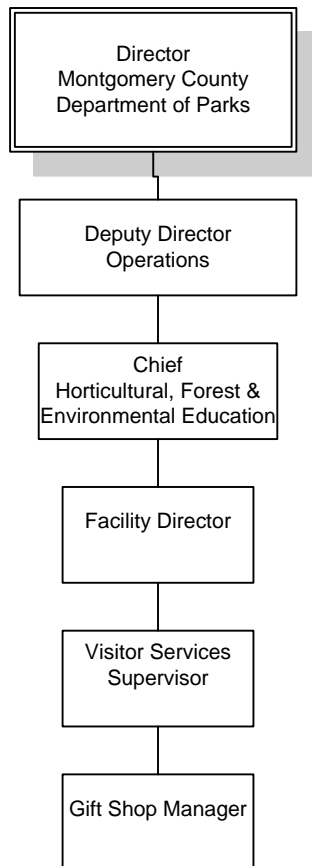 Director
Montgomery County
Department of Parks
Deputy Director
Operations
Chief
Horticultural, Forest &
Environmental Education
Facility Director
Visitor Services
Supervisor
Gift Shop Manager